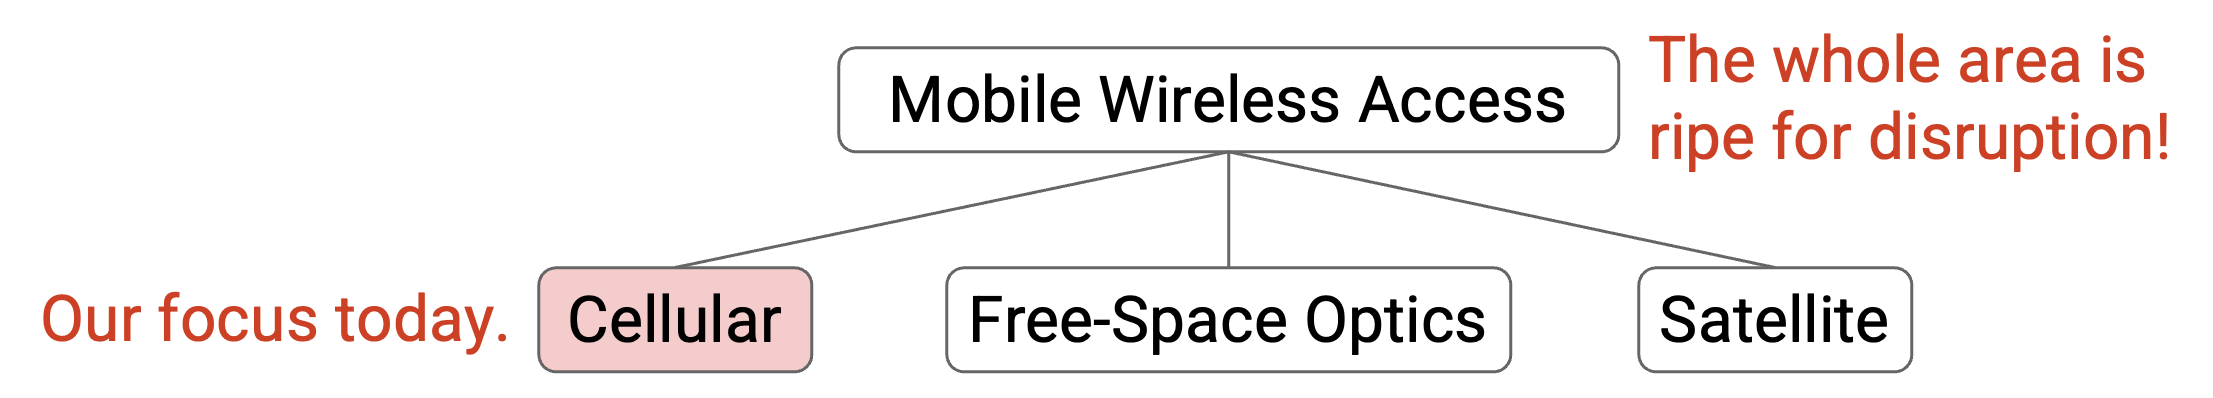 Mobile Wireless Access
The whole area is
ripe for disruption!
Our focus today.
Cellular
Free-Space Optics
Satellite